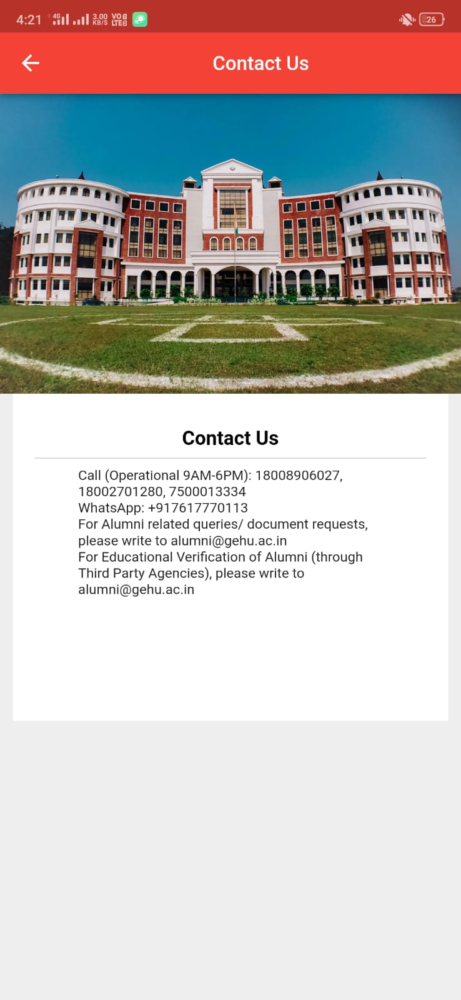 4:21 4G 3.00 KB/S VO LTE 26
Contact Us
Contact Us
Call (Operational 9AM-6PM): 18008906027,
18002701280, 7500013334
WhatsApp: +917617770113
For Alumni related queries/ document requests,
please write to alumni@gehu.ac.in
For Educational Verification of Alumni (through
Third Party Agencies), please write to
alumni@gehu.ac.in